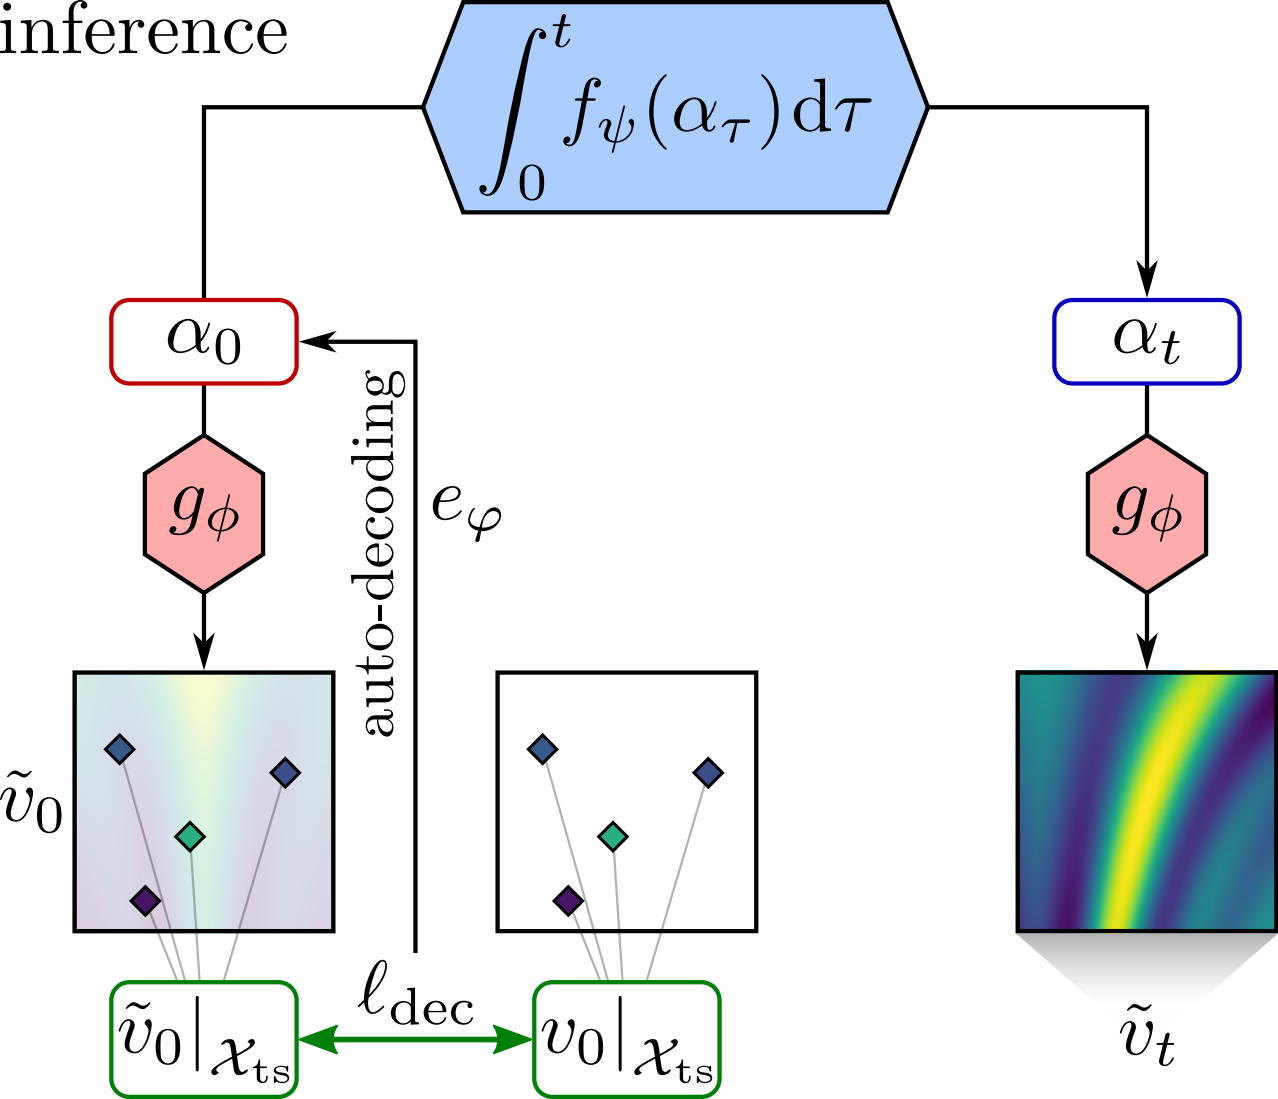 inference
∫₀ᵗ f_ψ(α_τ) dτ
α₀
α_t
auto-decoding
e_φ
g_ϕ
g_ϕ
ṽ₀
ℓ_dec
ṽ₀|_𝒳ts
v₀|_𝒳ts
ṽ_t